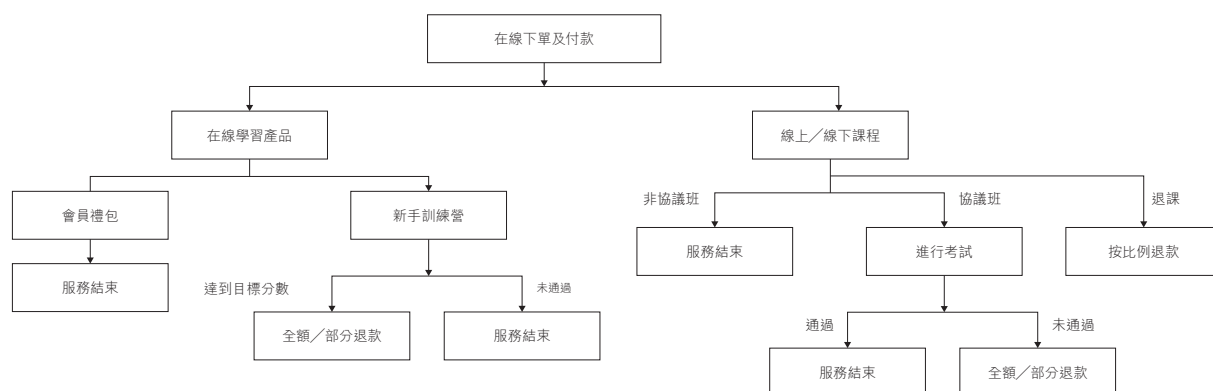 在線下單及付款
在線學習產品
線上／線下課程
非協議班
協議班
退課
會員禮包
新手訓練營
服務結束
進行考試
按比例退款
服務結束
達到目標分數
未通過
全額／部分退款
服務結束
通過
未通過
服務結束
全額／部分退款